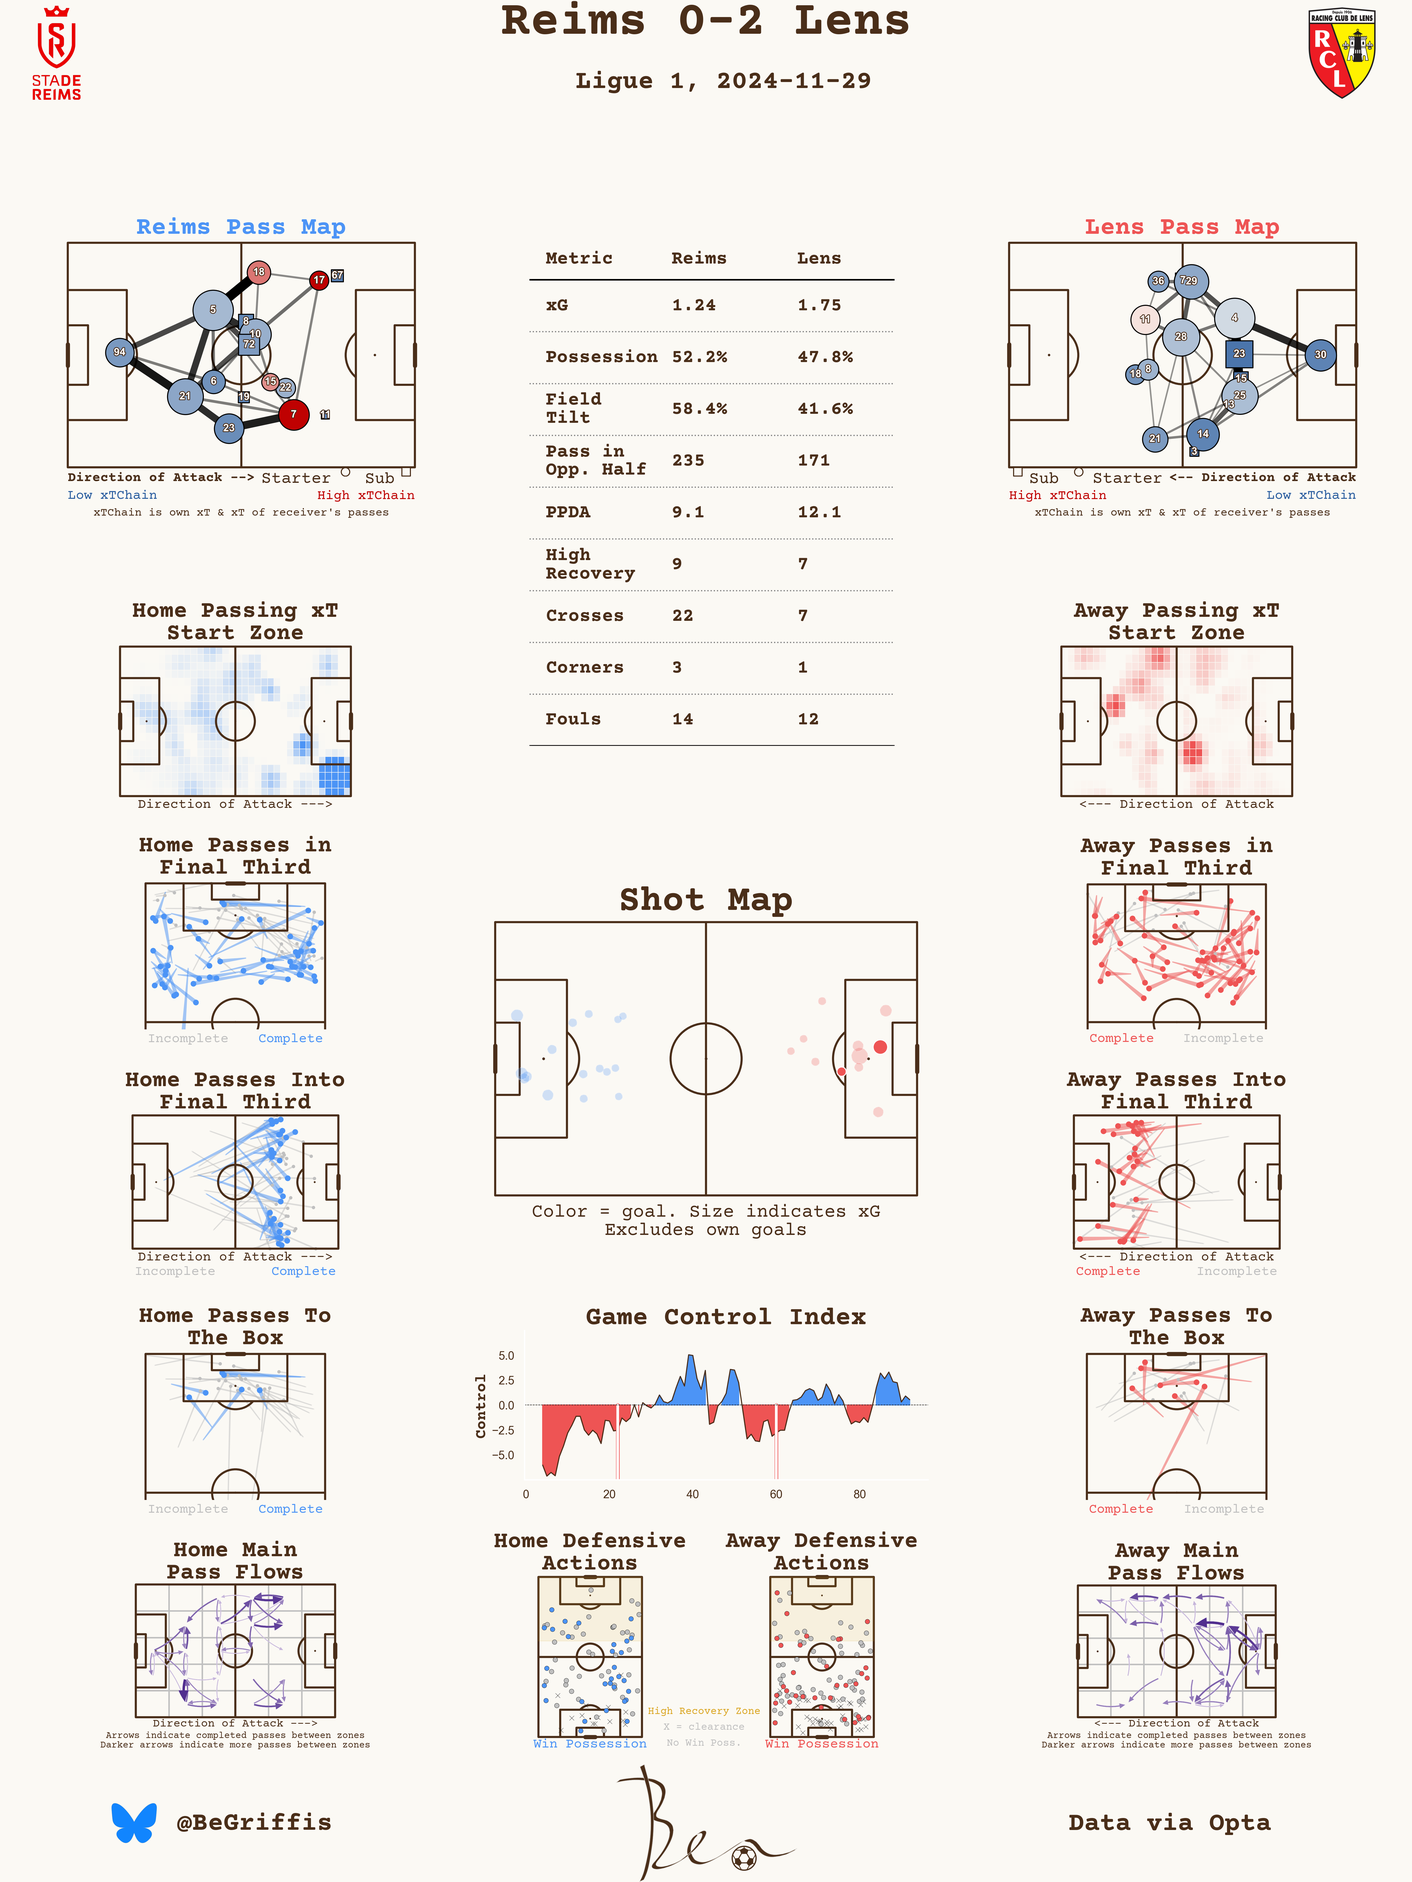 Reims 0-2 Lens
Ligue 1, 2024-11-29
STADE
REIMS
Depuis 1906
RACING CLUB DE LENS
R
C
L
Reims Pass Map
18
17
67
5
8
10
72
94
6
15
22
21
19
7
11
23
Direction of Attack --> Starter Sub
Low xTChain High xTChain
xTChain is own xT & xT of receiver's passes
Metric Reims Lens
xG 1.24 1.75
Possession 52.2% 47.8%
Field
Tilt 58.4% 41.6%
Pass in
Opp. Half 235 171
PPDA 9.1 12.1
High
Recovery 9 7
Crosses 22 7
Corners 3 1
Fouls 14 12
Lens Pass Map
36
7
29
11
4
28
23
30
18
8
15
25
13
21
14
3
Sub Starter <-- Direction of Attack
High xTChain Low xTChain
xTChain is own xT & xT of receiver's passes
Home Passing xT
Start Zone
Direction of Attack --->
Away Passing xT
Start Zone
<--- Direction of Attack
Home Passes in
Final Third
Incomplete Complete
Away Passes in
Final Third
Complete Incomplete
Shot Map
Color = goal. Size indicates xG
Excludes own goals
Home Passes Into
Final Third
Direction of Attack --->
Incomplete Complete
Away Passes Into
Final Third
<--- Direction of Attack
Complete Incomplete
Home Passes To
The Box
Incomplete Complete
Game Control Index
Control
5.0
2.5
0.0
−2.5
−5.0
0 20 40 60 80
Away Passes To
The Box
Complete Incomplete
Home Main
Pass Flows
Direction of Attack --->
Arrows indicate completed passes between zones
Darker arrows indicate more passes between zones
Home Defensive
Actions
Win Possession
High Recovery Zone
X = clearance
No Win Poss.
Away Defensive
Actions
Win Possession
Away Main
Pass Flows
<--- Direction of Attack
Arrows indicate completed passes between zones
Darker arrows indicate more passes between zones
@BeGriffis
Ben
Data via Opta